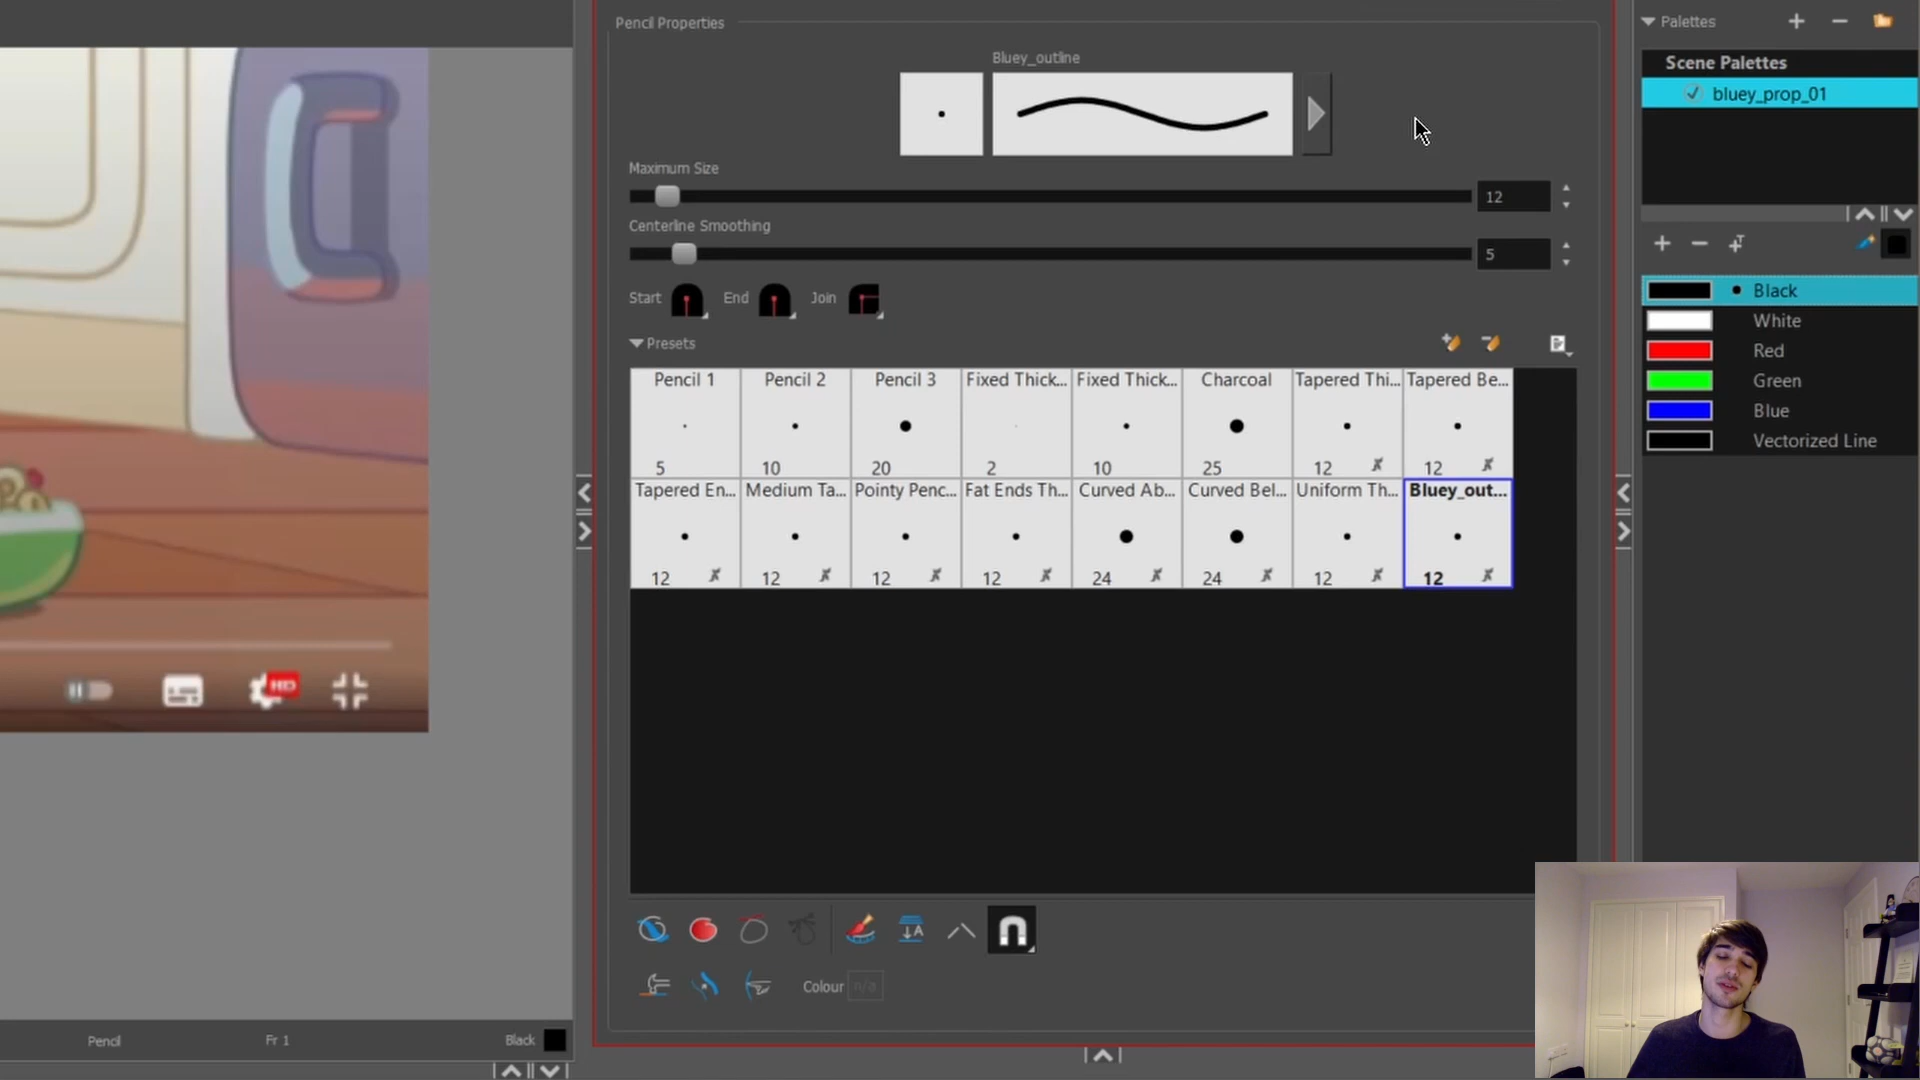 Pencil Properties
Bluey_outline
Maximum Size
12
Centerline Smoothing
5
Start End Join
Presets
Pencil 1 Pencil 2 Pencil 3 Fixed Thick... Fixed Thick... Charcoal Tapered Thi... Tapered Be...
5 10 20 2 10 25 12 12
Tapered En... Medium Ta... Pointy Penc... Fat Ends Th... Curved Ab... Curved Bel... Uniform Th... Bluey_out...
12 12 12 12 24 24 12 12
Colour n/a
HD
Pencil Fr 1 Black
Palettes
Scene Palettes
bluey_prop_01
Black
White
Red
Green
Blue
Vectorized Line